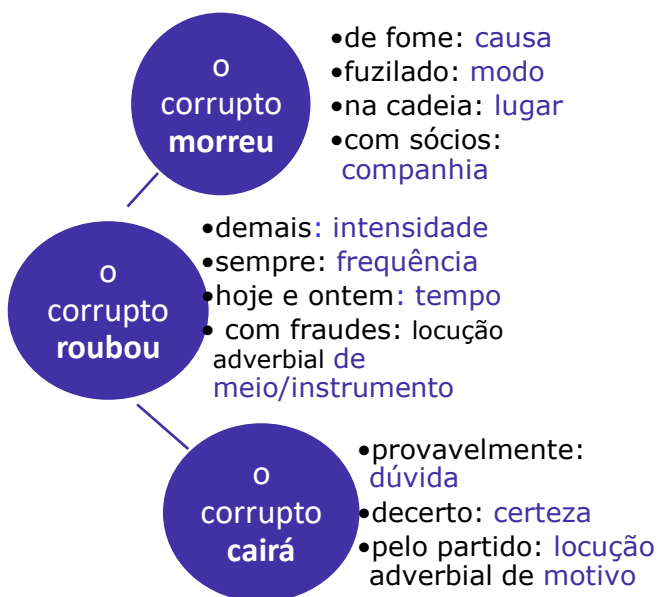 o
corrupto
morreu
•de fome: causa
•fuzilado: modo
•na cadeia: lugar
•com sócios:
companhia
o
corrupto
roubou
•demais: intensidade
•sempre: frequência
•hoje e ontem: tempo
• com fraudes: locução
adverbial de
meio/instrumento
o
corrupto
cairá
•provavelmente:
dúvida
•decerto: certeza
•pelo partido: locução
adverbial de motivo